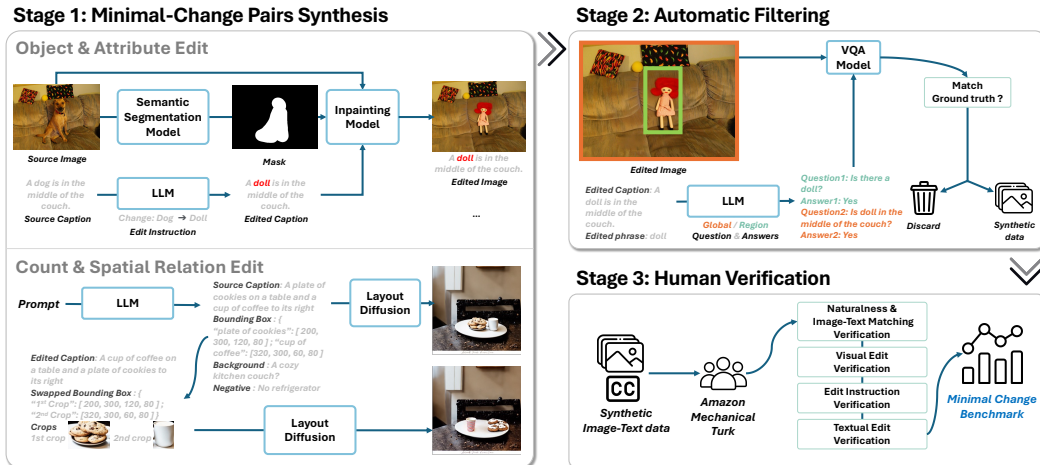 Stage 1: Minimal-Change Pairs Synthesis
Object & Attribute Edit
Source Image
Semantic
Segmentation
Model
Mask
Inpainting
Model
A doll is in the
middle of the couch.
Edited Image
...
A dog is in the
middle of the
couch.
Source Caption
LLM
Change: Dog → Doll
Edit Instruction
A doll is in the
middle of the
couch.
Edited Caption
Count & Spatial Relation Edit
Prompt
LLM
Source Caption: A plate of
cookies on a table and a
cup of coffee to its right
Bounding Box : {
“plate of cookies”: [ 200,
300, 120, 80 ] ; “cup of
coffee”: [320, 300, 60, 80 ]
Background : A cozy
kitchen couch?
Negative : No refrigerator
Layout
Diffusion
Edited Caption: A cup of coffee on
a table and a plate of cookies to
its right
Swapped Bounding Box : {
“1st Crop”: [ 200, 300, 120, 80 ] ;
“2nd Crop”: [320, 300, 60, 80 ] }
Crops
1st crop : 2nd crop
Layout
Diffusion
Stage 2: Automatic Filtering
Edited Image
VQA
Model
Match
Ground truth ?
Edited Caption: A
doll is in the
middle of the
couch.
Edited phrase: doll
LLM
Global / Region
Question & Answers
Question1: Is there a
doll?
Answer1: Yes
Question2: Is doll in the
middle of the couch?
Answer2: Yes
Discard
Synthetic
data
Stage 3: Human Verification
CC
Synthetic
Image-Text data
Amazon
Mechanical
Turk
Naturalness &
Image-Text Matching
Verification
Visual Edit
Verification
Edit Instruction
Verification
Textual Edit
Verification
Minimal Change
Benchmark